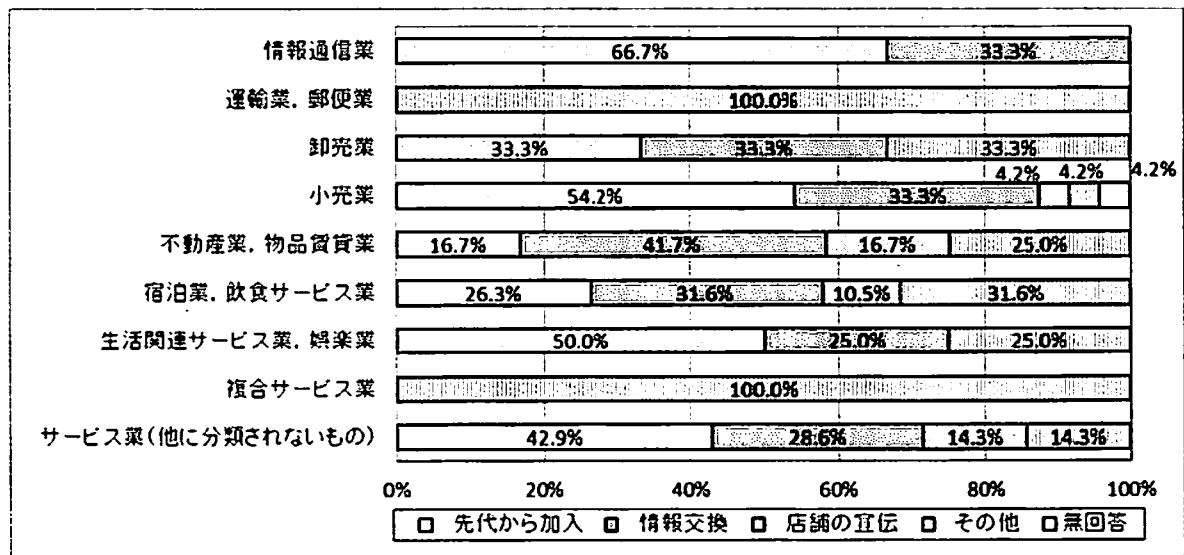 情報通信業 66.7% 33.3%
運輸業，郵便業 100.0%
卸売業 33.3% 33.3% 33.3%
小売業 54.2% 33.3% 4.2% 4.2% 4.2%
不動産業，物品賃貸業 16.7% 41.7% 16.7% 25.0%
宿泊業，飲食サービス業 26.3% 31.6% 10.5% 31.6%
生活関連サービス業，娯楽業 50.0% 25.0% 25.0%
複合サービス業 100.0%
サービス業(他に分類されないもの) 42.9% 28.6% 14.3% 14.3%
0% 20% 40% 60% 80% 100%
先代から加入 情報交換 店舗の宣伝 その他 無回答